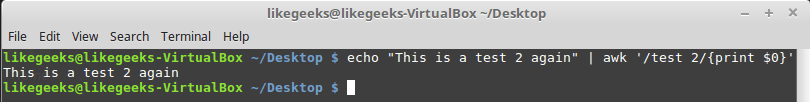 likegeeks@likegeeks-VirtualBox ~/Desktop
File Edit View Search Terminal Help
likegeeks@likegeeks-VirtualBox ~/Desktop $ echo "This is a test 2 again" | awk '/test 2/{print $0}'
This is a test 2 again
likegeeks@likegeeks-VirtualBox ~/Desktop $